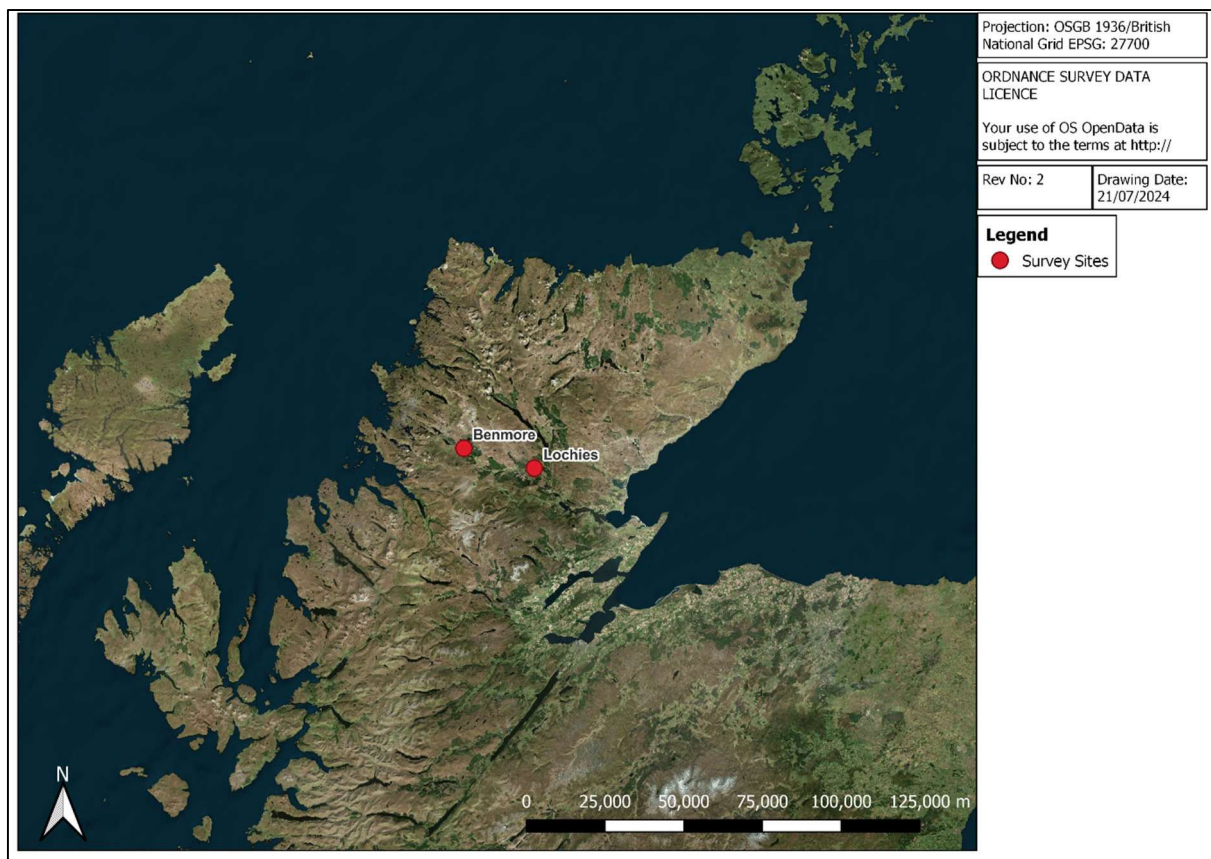 Projection: OSGB 1936/British
National Grid EPSG: 27700
ORDNANCE SURVEY DATA
LICENCE
Your use of OS OpenData is
subject to the terms at http://
Rev No: 2
Drawing Date:
21/07/2024
Legend
Survey Sites
Benmore
Lochies
N
0 25,000 50,000 75,000 100,000 125,000 m